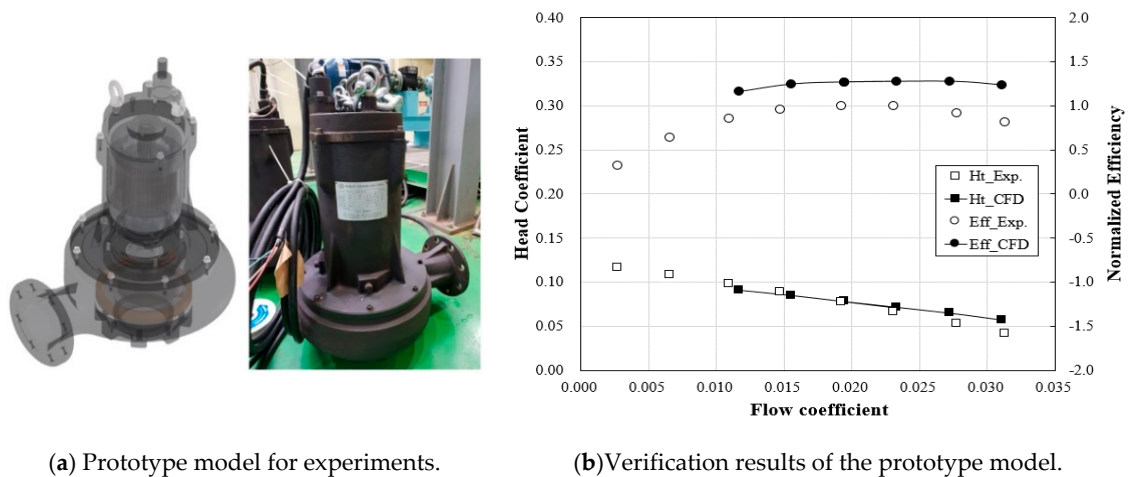 0.40
0.35
0.30
0.25
0.20
0.15
0.10
0.05
0.00
Head Coefficient
2.0
1.5
1.0
0.5
0.0
-0.5
-1.0
-1.5
-2.0
Normalized Efficiency
Ht_Exp.
Ht_CFD
Eff_Exp.
Eff_CFD
0.000 0.005 0.010 0.015 0.020 0.025 0.030 0.035
Flow coefficient
(a) Prototype model for experiments.
(b)Verification results of the prototype model.